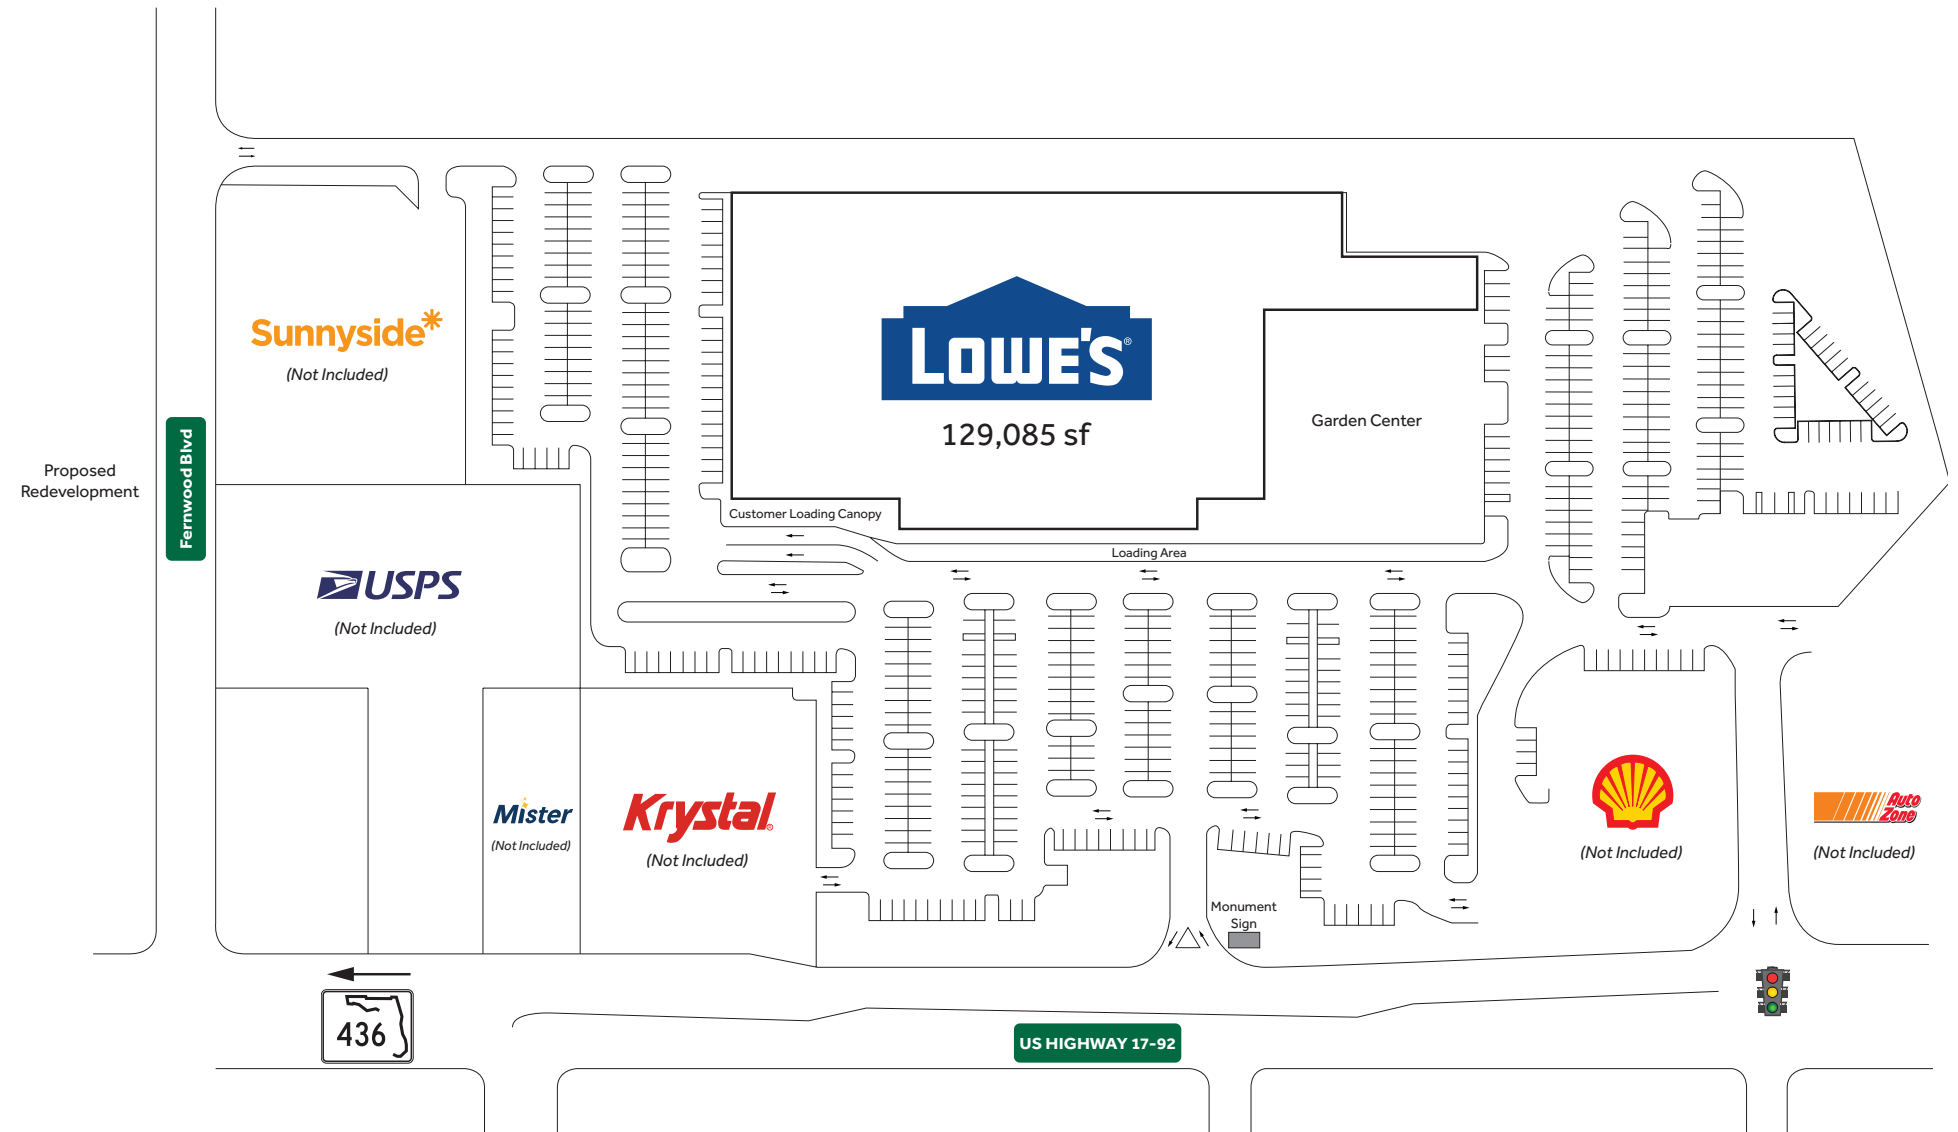 Sunnyside*
(Not Included)
LOWE'S®
129,085 sf
Garden Center
Proposed
Redevelopment
Fernwood Blvd
Customer Loading Canopy
Loading Area
USPS
(Not Included)
Mister
(Not Included)
Krystal®
(Not Included)
(Not Included)
Auto
Zone
(Not Included)
Monument
Sign
436
US HIGHWAY 17-92